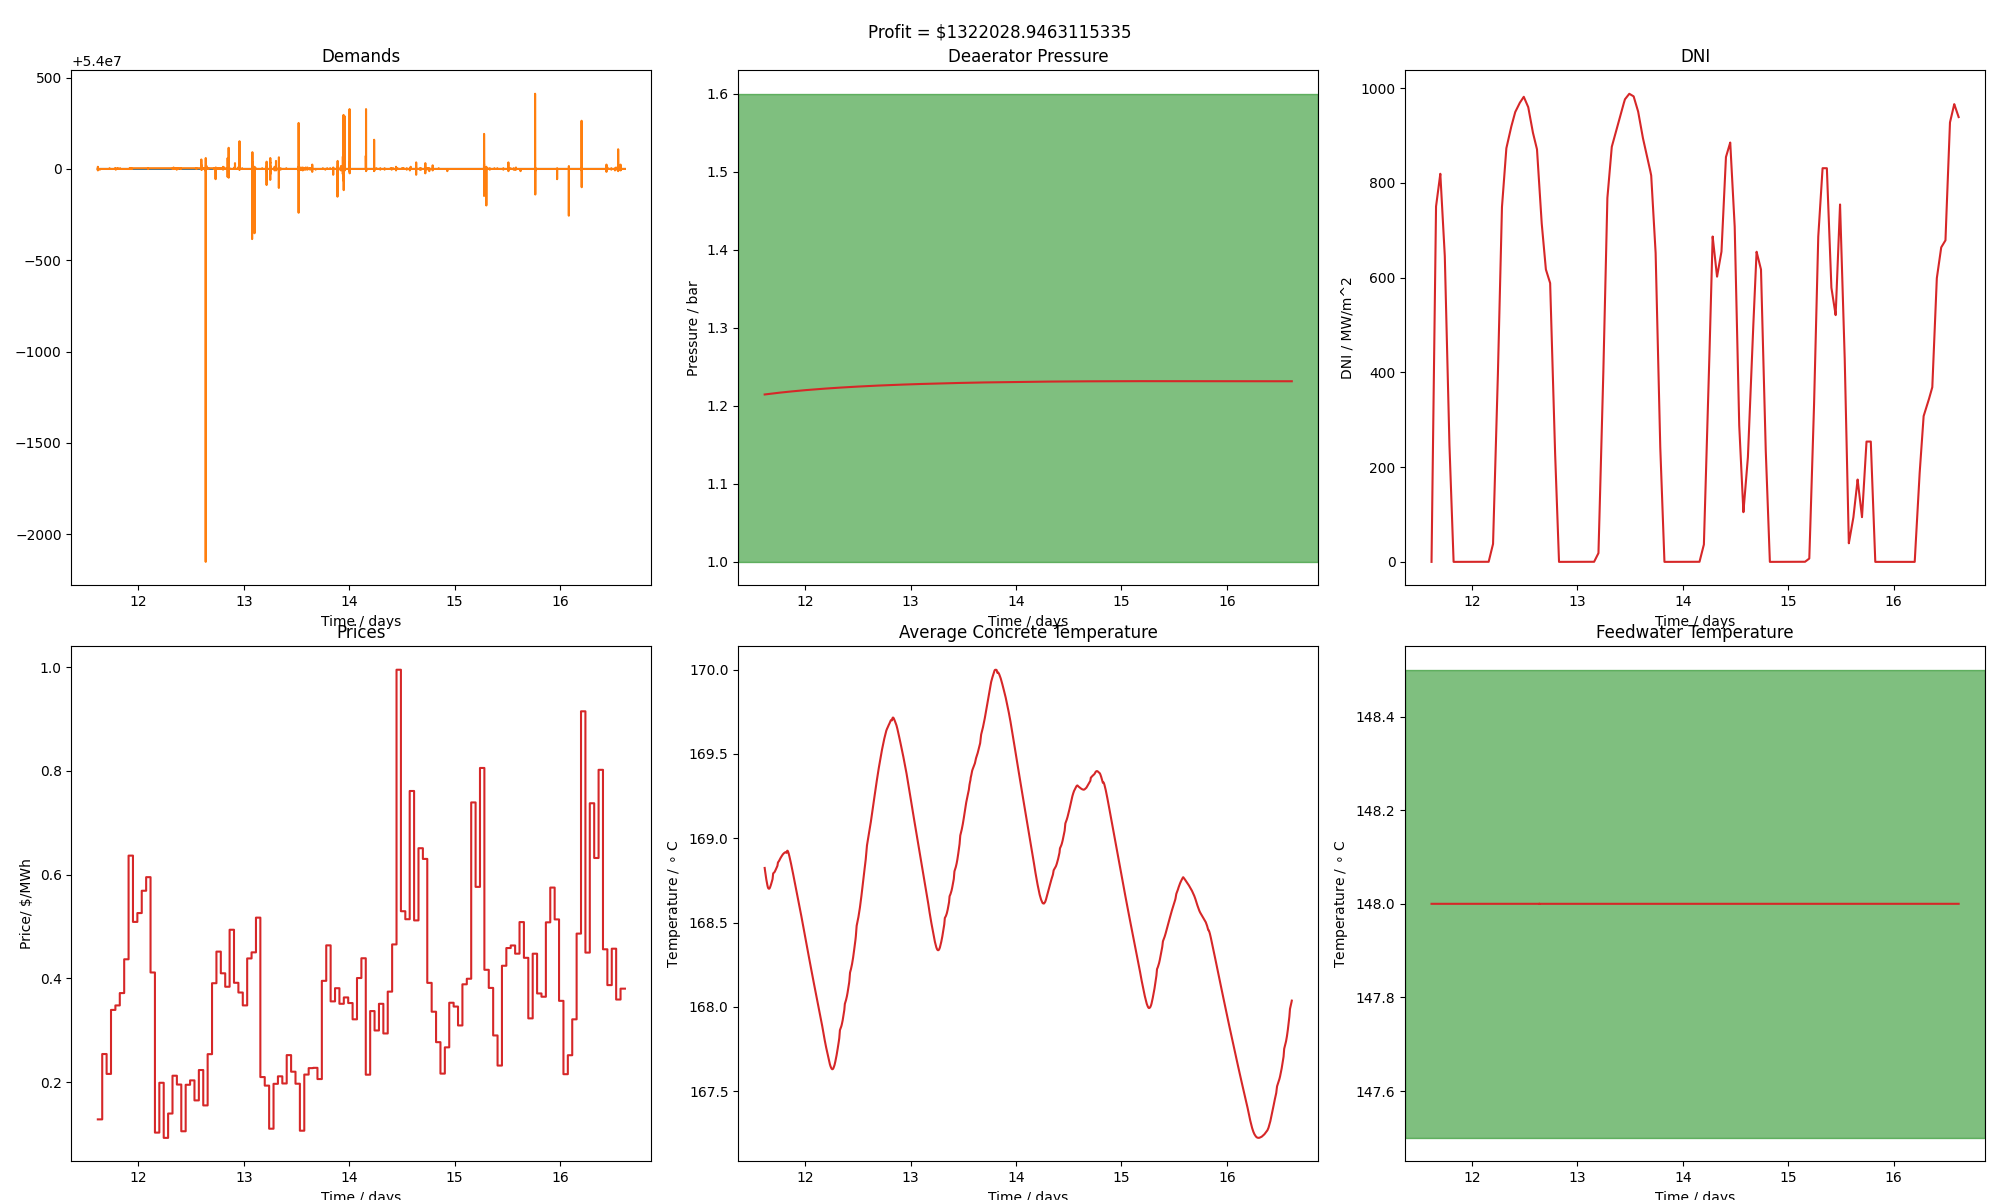 Profit = $1322028.9463115335
Demands
+5.4e7
500
0
−500
−1000
−1500
−2000
12 13 14 15 16
Time / days
Deaerator Pressure
Pressure / bar
1.6
1.5
1.4
1.3
1.2
1.1
1.0
12 13 14 15 16
Time / days
DNI
DNI / MW/m^2
1000
800
600
400
200
0
12 13 14 15 16
Time / days
Prices
Price/ $/MWh
1.0
0.8
0.6
0.4
0.2
12 13 14 15 16
Time / days
Average Concrete Temperature
Temperature / ∘ C
170.0
169.5
169.0
168.5
168.0
167.5
12 13 14 15 16
Time / days
Feedwater Temperature
Temperature / ∘ C
148.4
148.2
148.0
147.8
147.6
12 13 14 15 16
Time / days